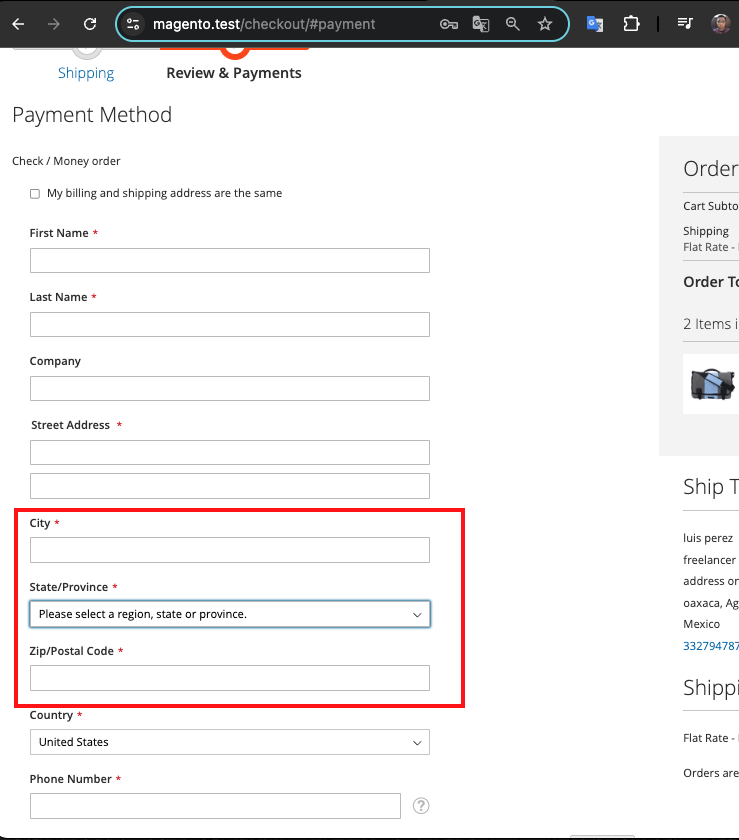 magento.test/checkout/#payment
Shipping
Review & Payments
Payment Method
Check / Money order
My billing and shipping address are the same
First Name *
Last Name *
Company
Street Address *
City *
State/Province *
Please select a region, state or province.
Zip/Postal Code *
Country *
United States
Phone Number *
?
Order
Cart Subto
Shipping
Flat Rate -
Order To
2 Items i
Ship T
luis perez
freelancer
address or
oaxaca, Ag
Mexico
332794787
Shippi
Flat Rate -
Orders are